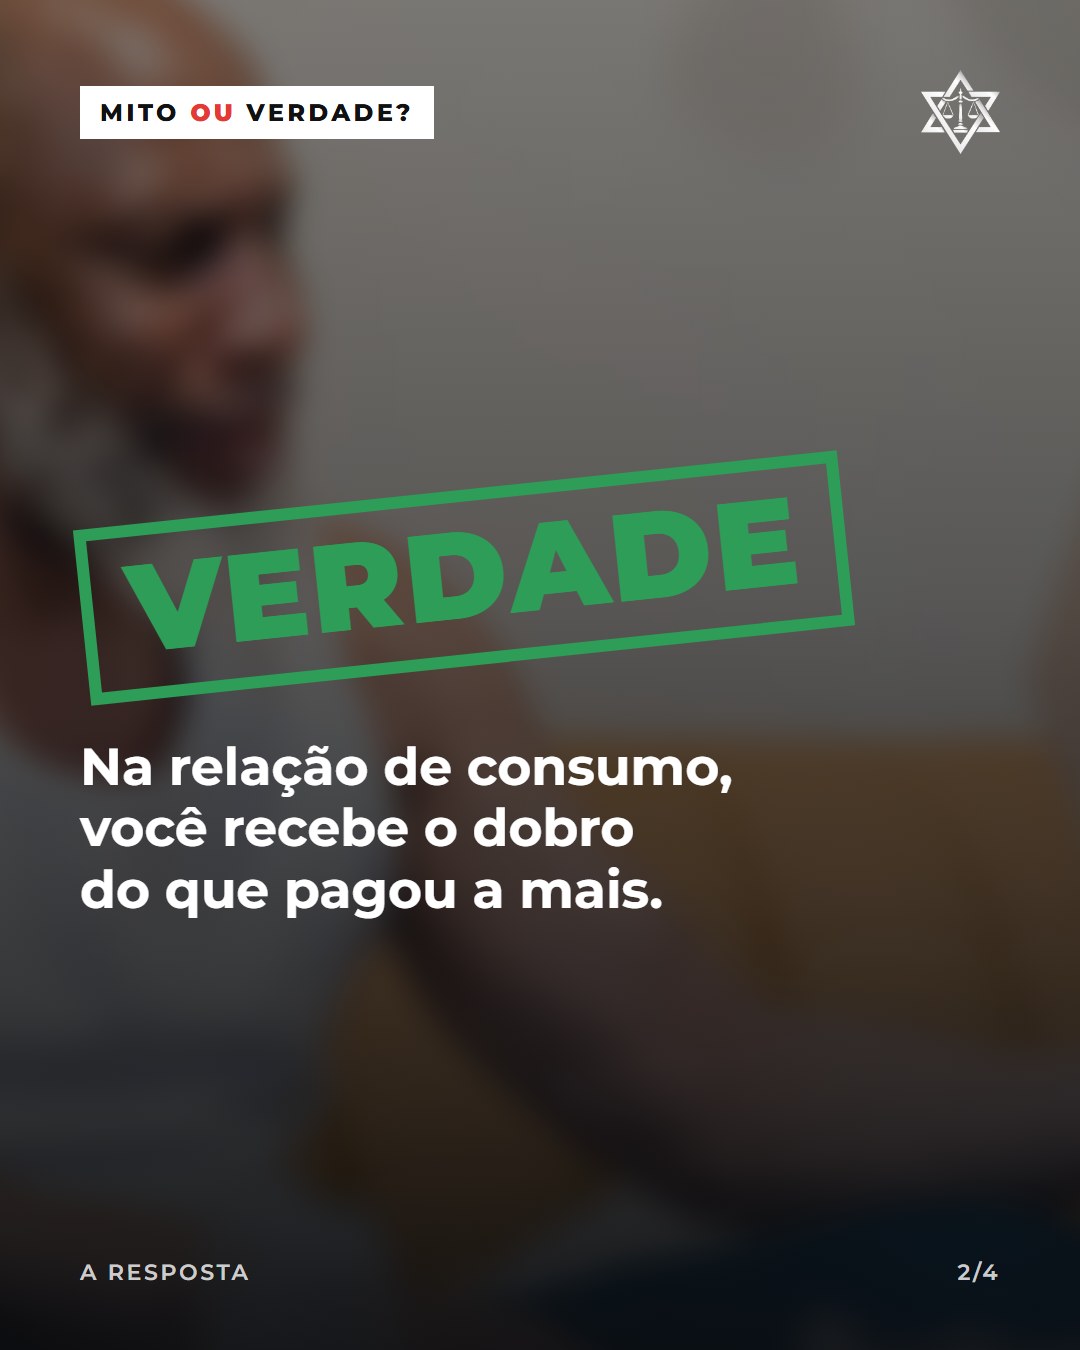 MITO OU VERDADE?
VERDADE
Na relação de consumo,
você recebe o dobro
do que pagou a mais.
A RESPOSTA
2/4